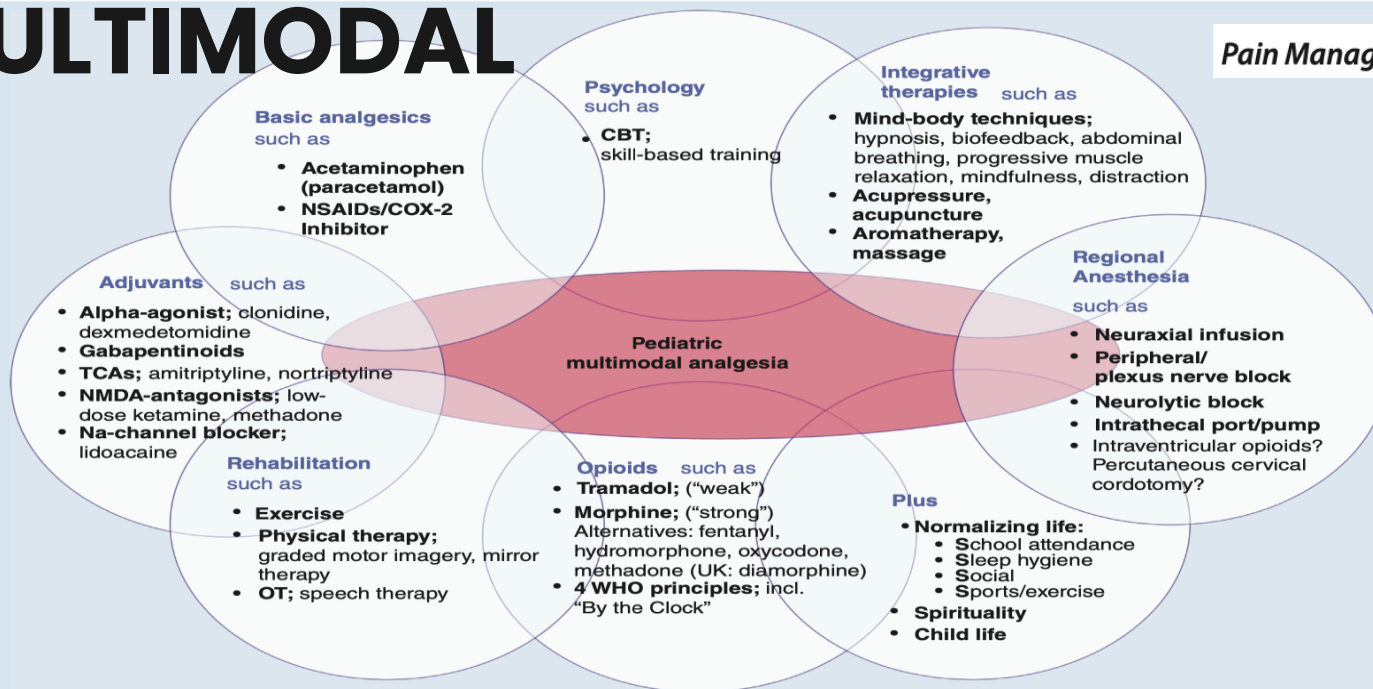 ULTIMODAL
Pain Manag
Basic analgesics
such as
• Acetaminophen
(paracetamol)
• NSAIDs/COX-2
Inhibitor
Psychology
such as
• CBT;
skill-based training
Integrative
therapies such as
• Mind-body techniques;
hypnosis, biofeedback, abdominal
breathing, progressive muscle
relaxation, mindfulness, distraction
• Acupressure,
acupuncture
• Aromatherapy,
massage
Adjuvants such as
• Alpha-agonist; clonidine,
dexmedetomidine
• Gabapentinoids
• TCAs; amitriptyline, nortriptyline
• NMDA-antagonists; low-
dose ketamine, methadone
• Na-channel blocker;
lidoacaine
Pediatric
multimodal analgesia
Regional
Anesthesia
such as
• Neuraxial infusion
• Peripheral/
plexus nerve block
• Neurolytic block
• Intrathecal port/pump
• Intraventricular opioids?
Percutaneous cervical
cordotomy?
Rehabilitation
such as
• Exercise
• Physical therapy;
graded motor imagery, mirror
therapy
• OT; speech therapy
Opioids such as
• Tramadol; (“weak”)
• Morphine; (“strong”)
Alternatives: fentanyl,
hydromorphone, oxycodone,
methadone (UK: diamorphine)
• 4 WHO principles; incl.
“By the Clock”
Plus
• Normalizing life:
• School attendance
• Sleep hygiene
• Social
• Sports/exercise
• Spirituality
• Child life